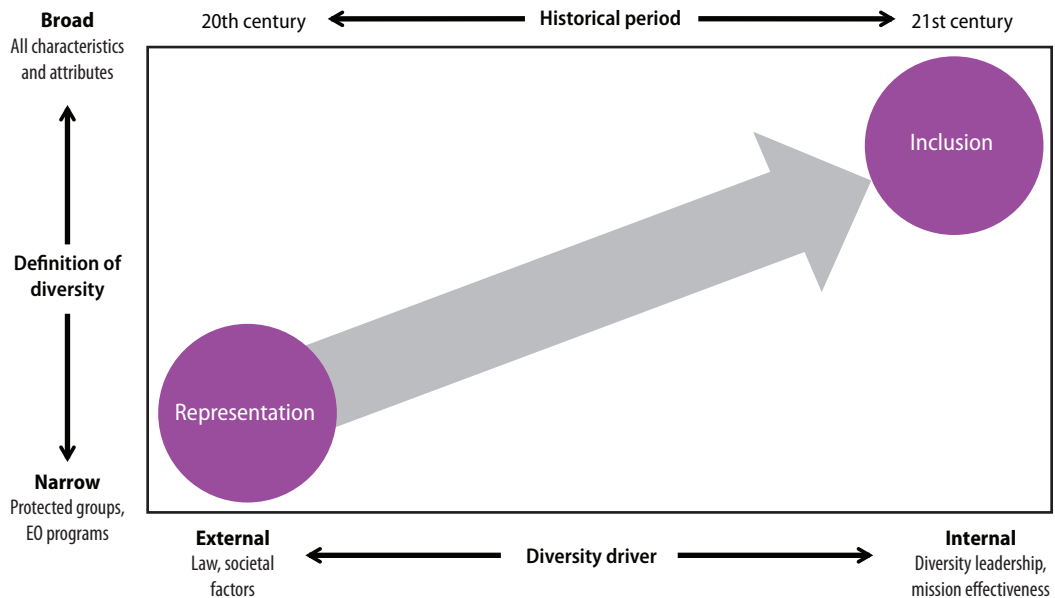 Broad
All characteristics
and attributes
20th century
Historical period
21st century
Inclusion
Definition of
diversity
Representation
Narrow
Protected groups,
EO programs
External
Law, societal
factors
Diversity driver
Internal
Diversity leadership,
mission effectiveness